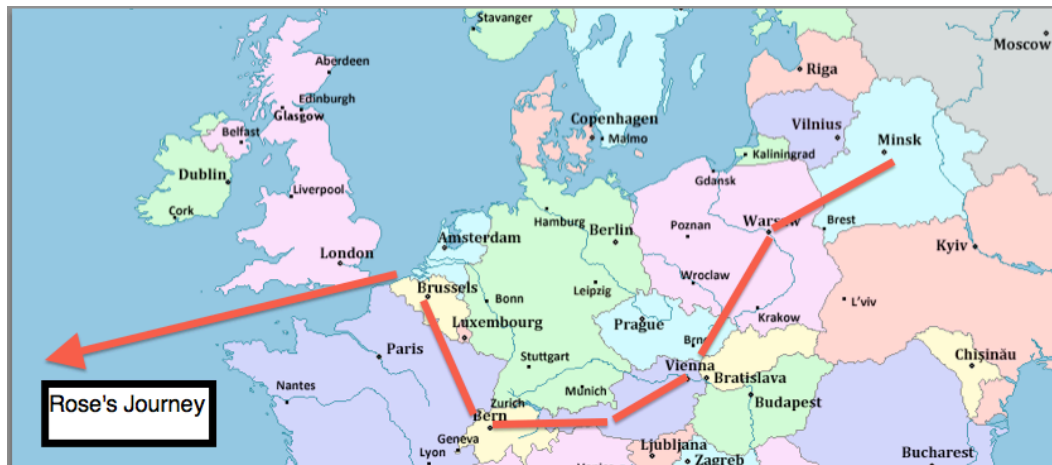 Stavanger
Moscow
Aberdeen
Riga
Edinburgh
Glasgow
Copenhagen
Vilnius
Belfast
Malmo
Minsk
Kaliningrad
Dublin
Gdansk
Liverpool
Cork
Hamburg
Poznan
Warsaw
Brest
Berlin
Amsterdam
Kyiv
London
Wroclaw
Brussels
Leipzig
Bonn
L'viv
Krakow
Luxembourg
Prague
Brno
Paris
Stuttgart
Chișinău
Vienna
Bratislava
Nantes
Munich
Rose's Journey
Zurich
Budapest
Bern
Geneva
Ljubljana
Lyon
Zagreb
Bucharest